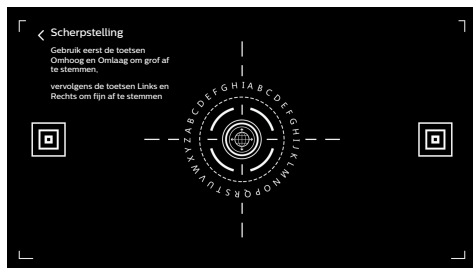 Scherpstelling
Gebruik eerst de toetsen
Omhoog en Omlaag om grof af
te stemmen,
vervolgens de toetsen Links en
Rechts om fijn af te stemmen
XYZABCDEFGHIABCDEFGHIJKLMNOPQRSTUVW